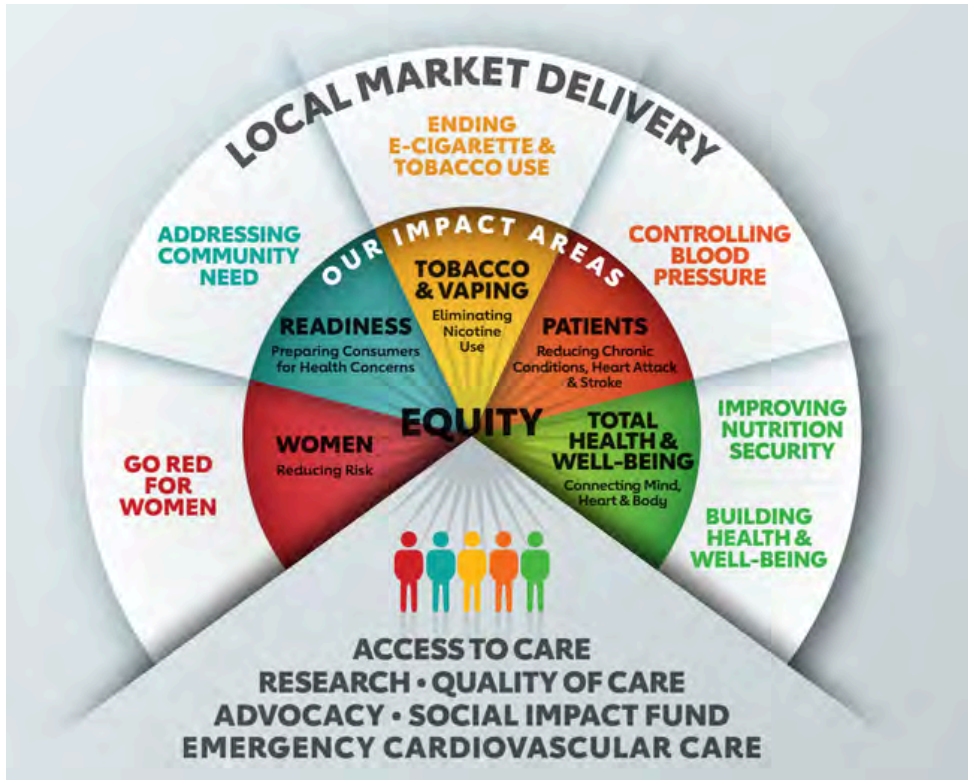 LOCAL MARKET DELIVERY
ENDING
E-CIGARETTE &
TOBACCO USE
ADDRESSING
COMMUNITY
NEED
CONTROLLING
BLOOD
PRESSURE
OUR IMPACT AREAS
TOBACCO
& VAPING
Eliminating
Nicotine
Use
READINESS
Preparing Consumers
for Health Concerns
PATIENTS
Reducing Chronic
Conditions, Heart Attack
& Stroke
EQUITY
WOMEN
Reducing Risk
TOTAL
HEALTH &
WELL-BEING
Connecting Mind,
Heart & Body
GO RED
FOR
WOMEN
IMPROVING
NUTRITION
SECURITY
BUILDING
HEALTH &
WELL-BEING
ACCESS TO CARE
RESEARCH • QUALITY OF CARE
ADVOCACY • SOCIAL IMPACT FUND
EMERGENCY CARDIOVASCULAR CARE